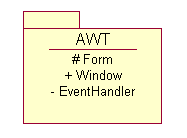 AWT
# Form
+ Window
- EventHandler